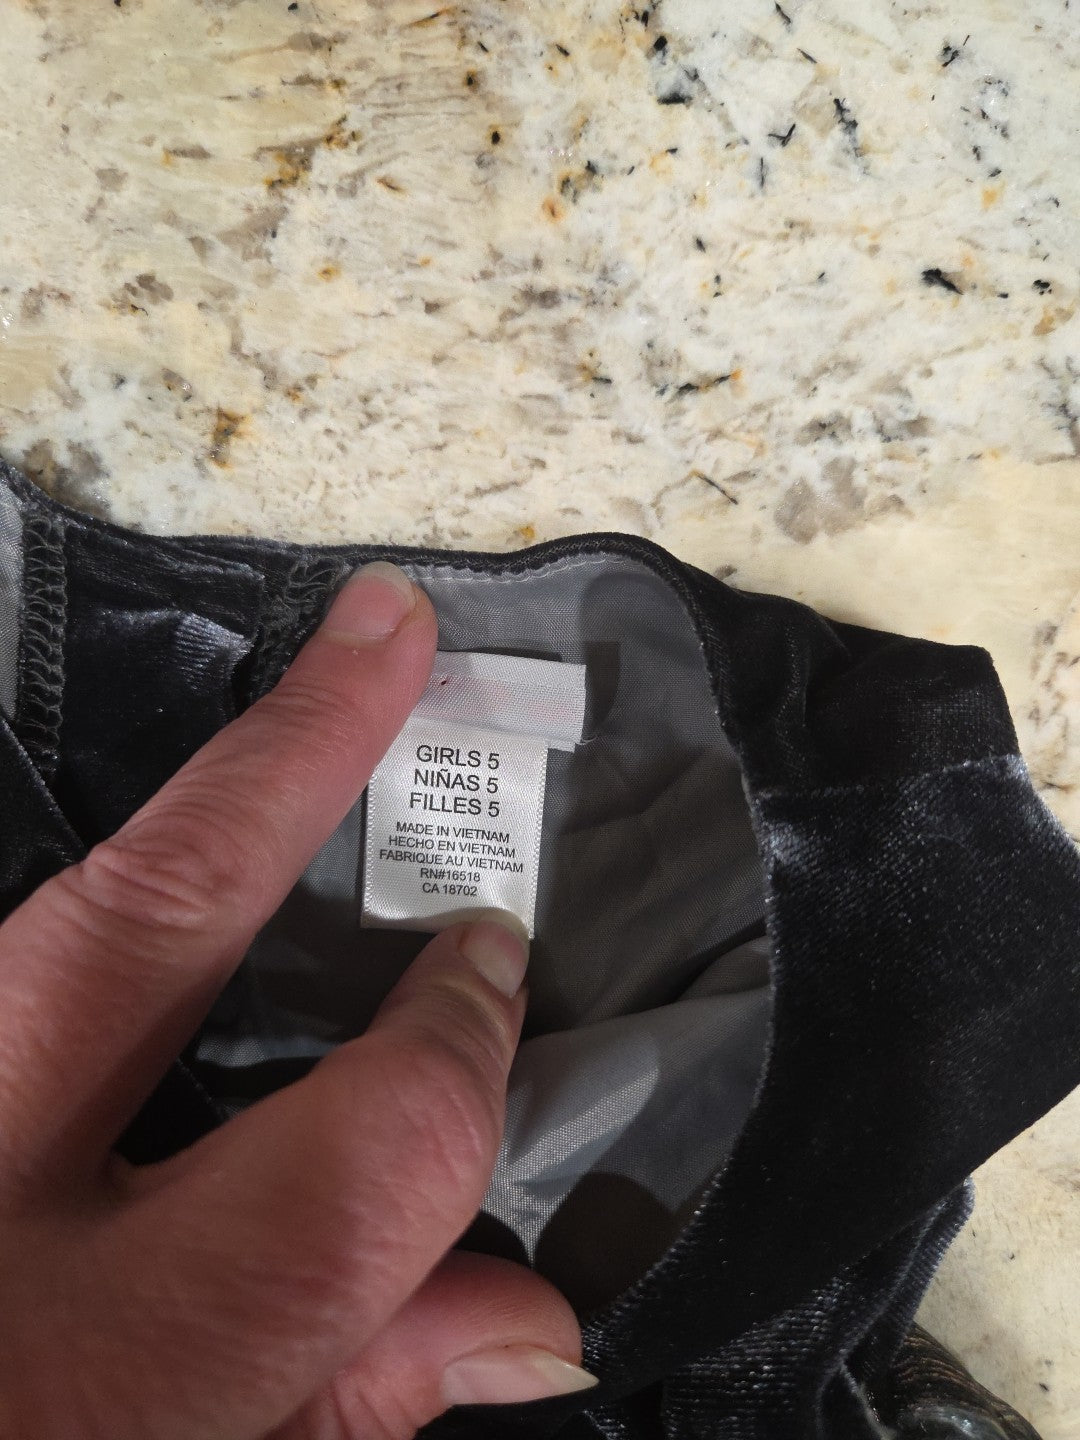 GIRLS 5
NIÑAS 5
FILLES 5
MADE IN VIETNAM
HECHO EN VIETNAM
FABRIQUE AU VIETNAM
RN#16518
CA 18702